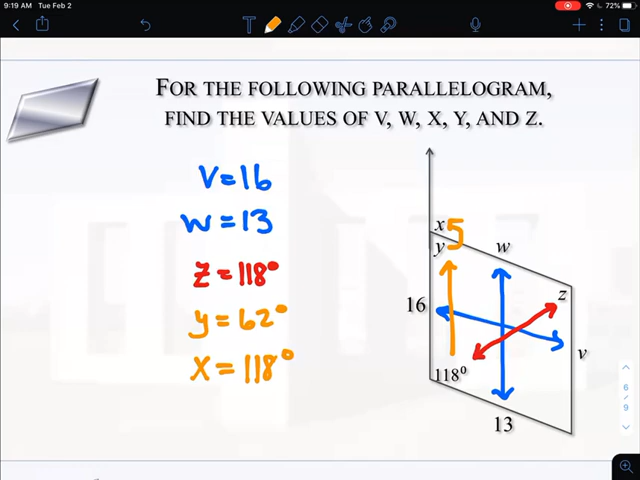 9:19 AM Tue Feb 2
72%
FOR THE FOLLOWING PARALLELOGRAM,
FIND THE VALUES OF V, W, X, Y, AND Z.
V=16
W=13
Z=118°
y=62°
X=118°
x
y
w
z
16
v
118°
13
6
/
9